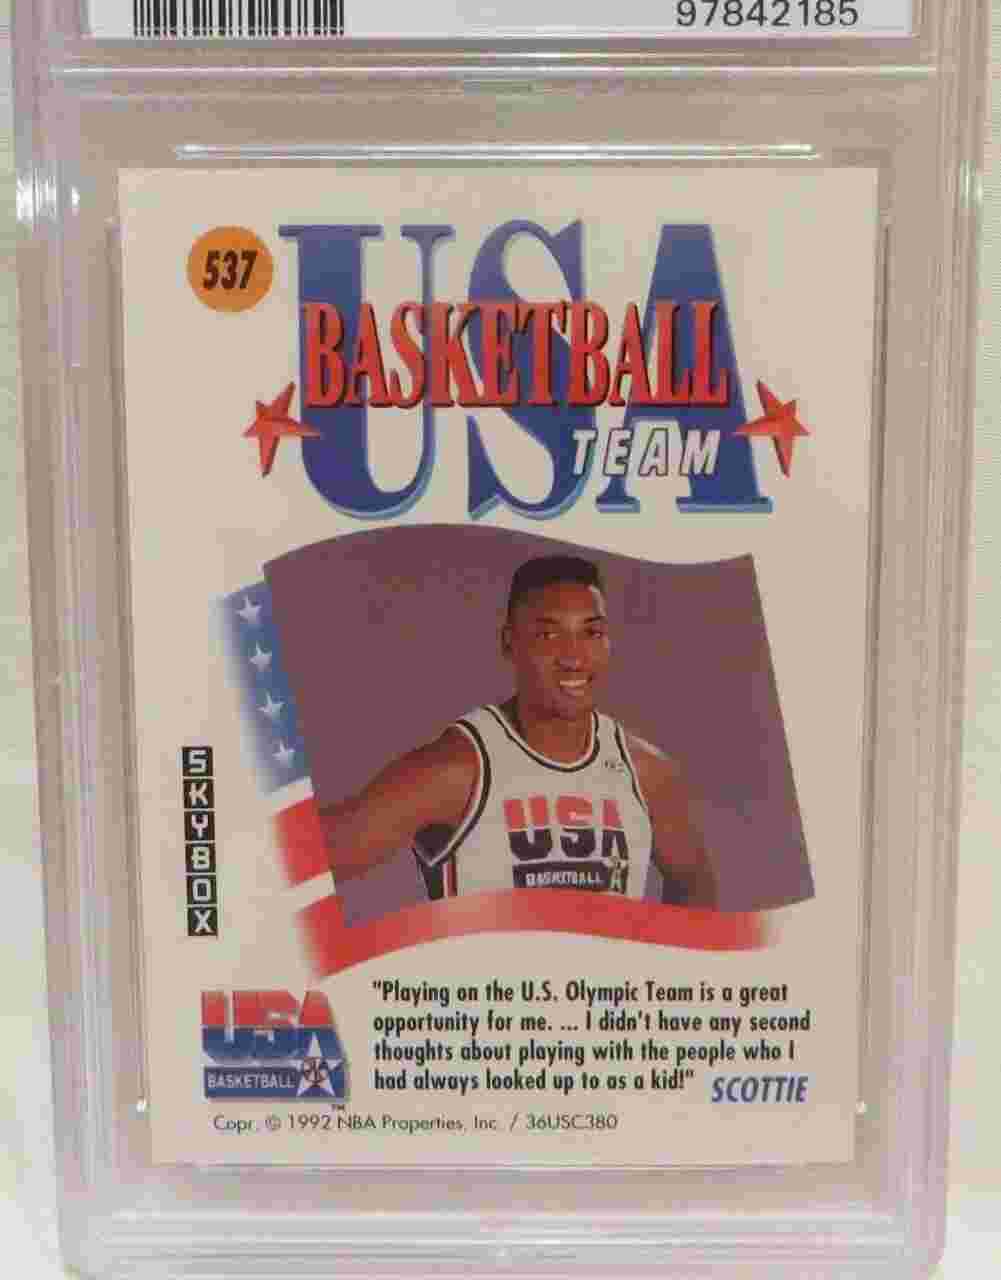 97842185
537
USA
BASKETBALL
TEAM
USA
BASKETBALL
SKYBOX
"Playing on the U.S. Olympic Team is a great
opportunity for me. ... I didn't have any second
thoughts about playing with the people who I
had always looked up to as a kid!" SCOTTIE
USA
BASKETBALL
TM
Copr. © 1992 NBA Properties, Inc. / 36USC380